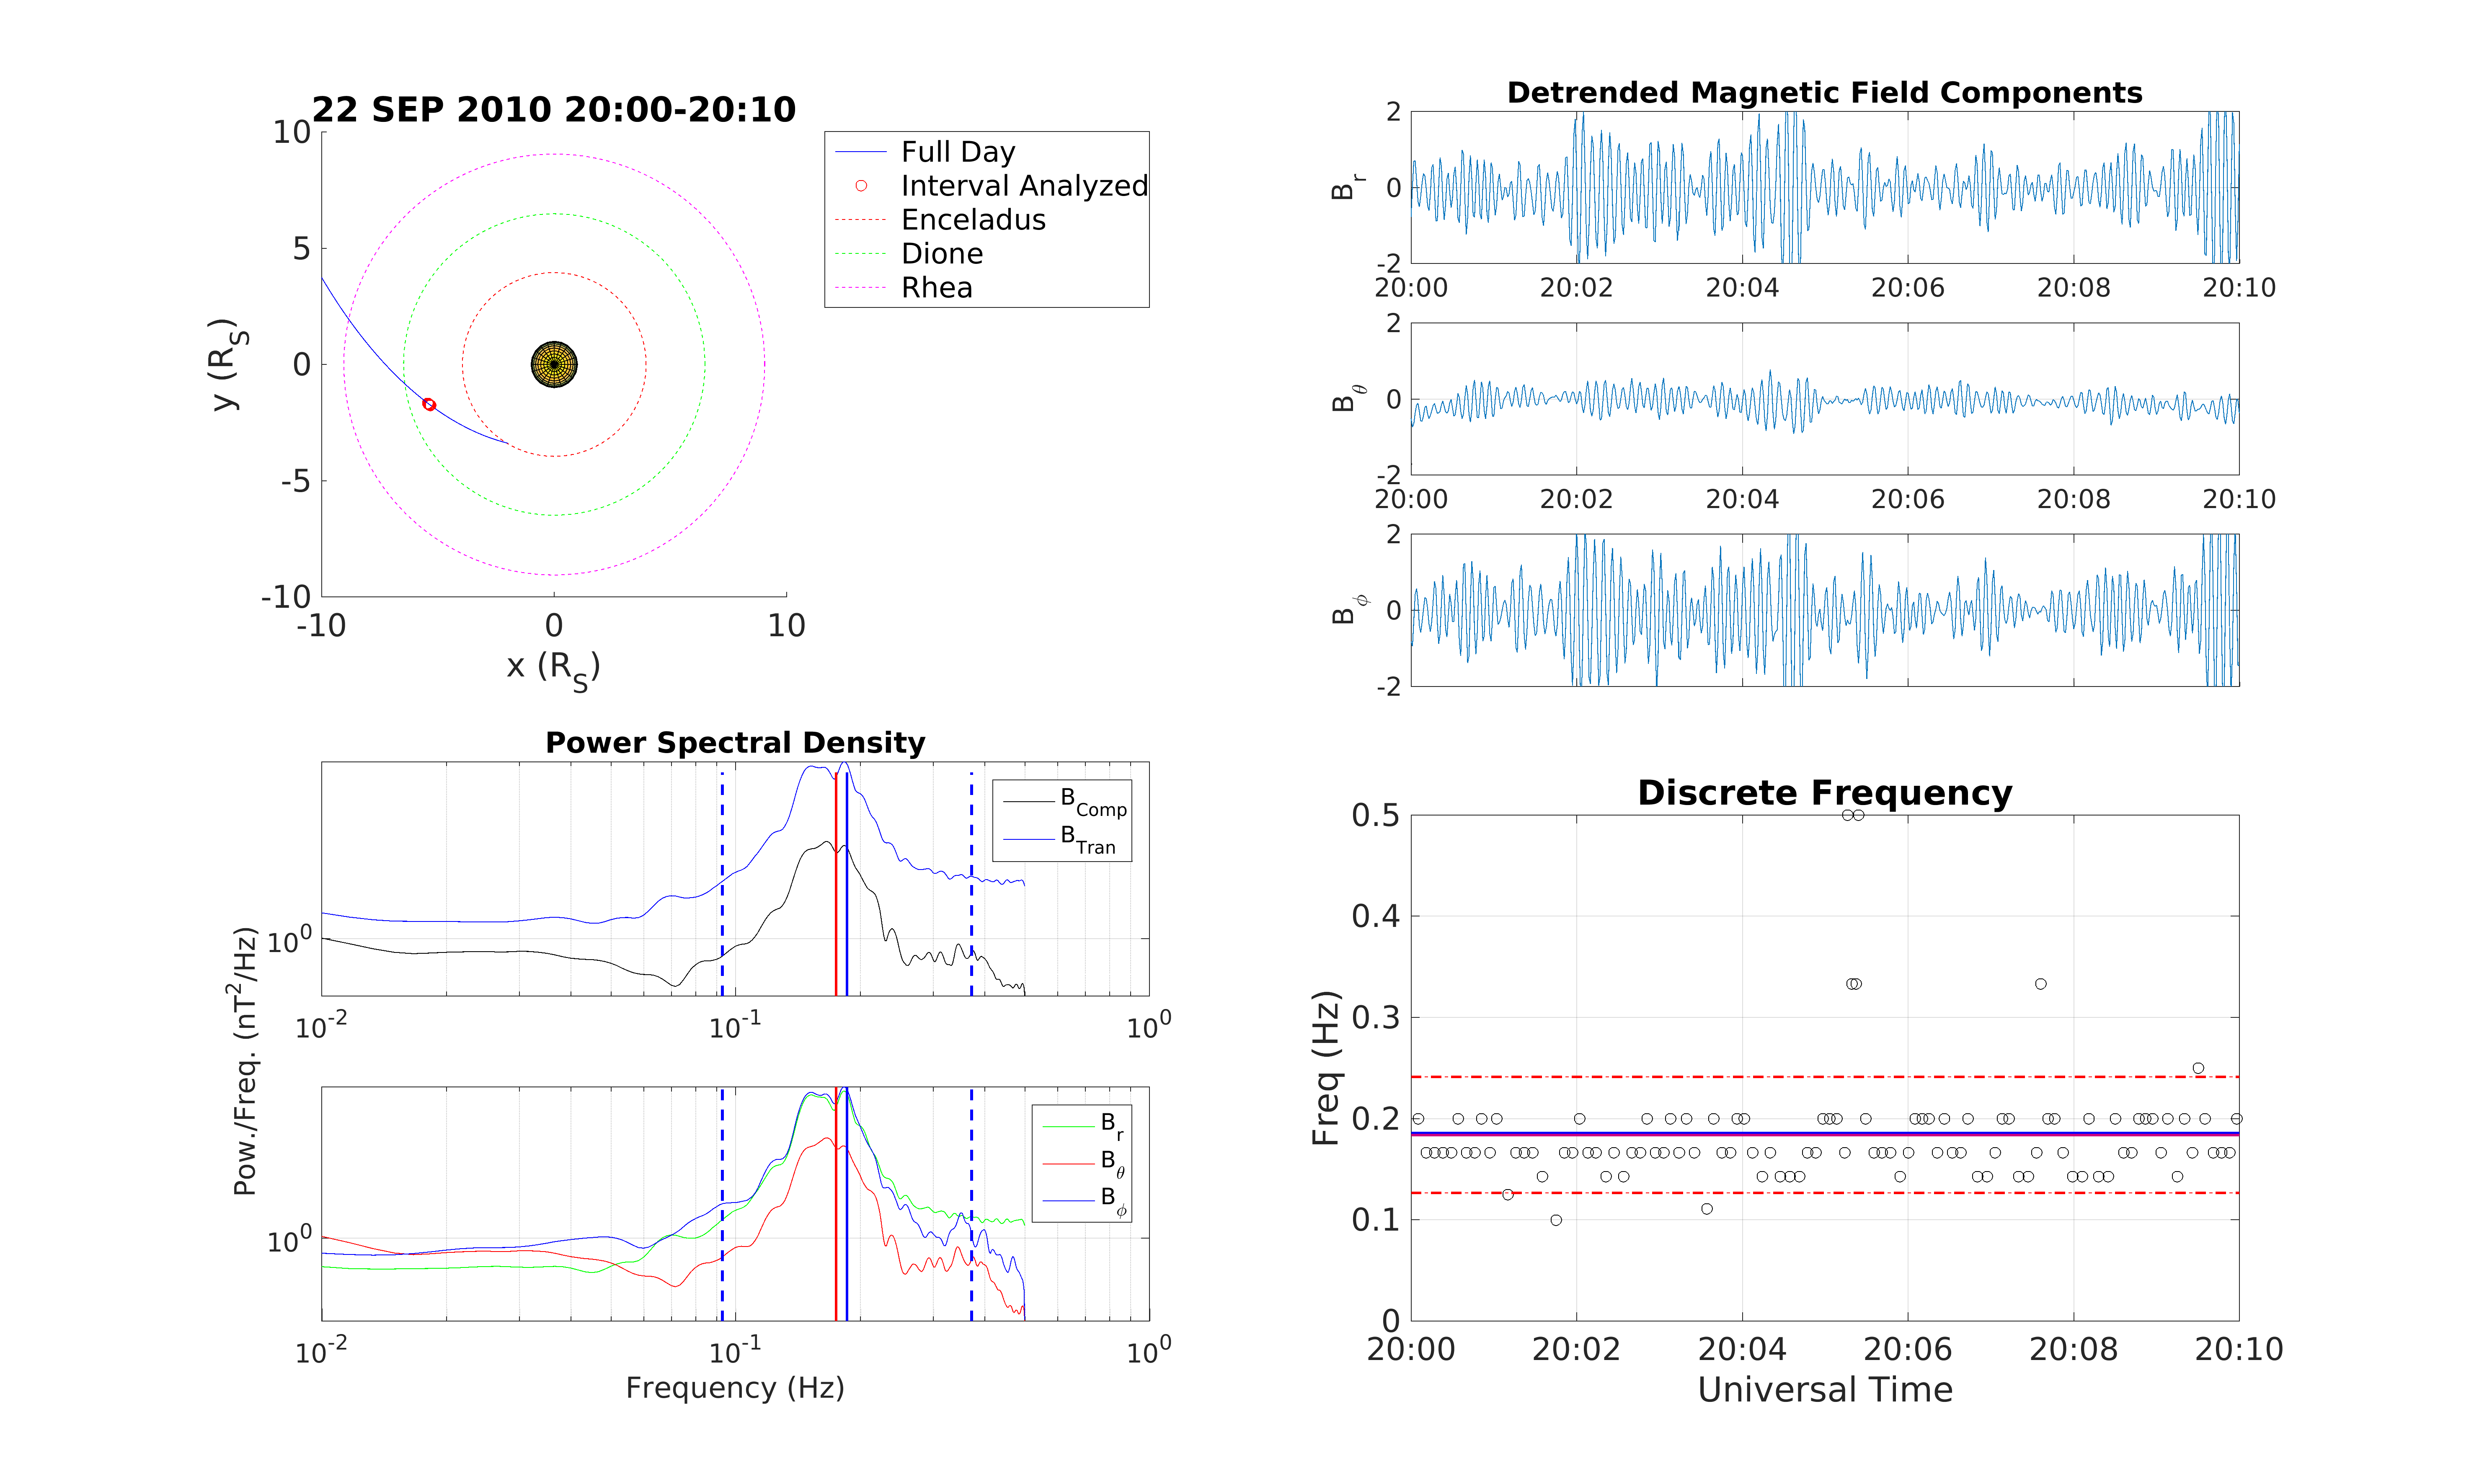 22 SEP 2010 20:00-20:10
10
5
0
-5
-10
-10 0 10
y (R_S)
x (R_S)
Full Day
Interval Analyzed
Enceladus
Dione
Rhea
Detrended Magnetic Field Components
B_r
2
0
-2
20:00 20:02 20:04 20:06 20:08 20:10
B_θ
2
0
-2
20:00 20:02 20:04 20:06 20:08 20:10
B_ϕ
2
0
-2
Power Spectral Density
B_Comp
B_Tran
10^0
10^-2 10^-1 10^0
Pow./Freq. (nT^2/Hz)
B_r
B_θ
B_ϕ
10^0
10^-2 10^-1 10^0
Frequency (Hz)
Discrete Frequency
0.5
0.4
0.3
0.2
0.1
0
Freq (Hz)
20:00 20:02 20:04 20:06 20:08 20:10
Universal Time